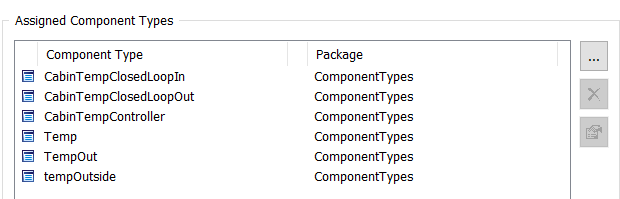 Assigned Component Types
Component Type Package
CabinTempClosedLoopIn ComponentTypes
CabinTempClosedLoopOut ComponentTypes
CabinTempController ComponentTypes
Temp ComponentTypes
TempOut ComponentTypes
tempOutside ComponentTypes
...